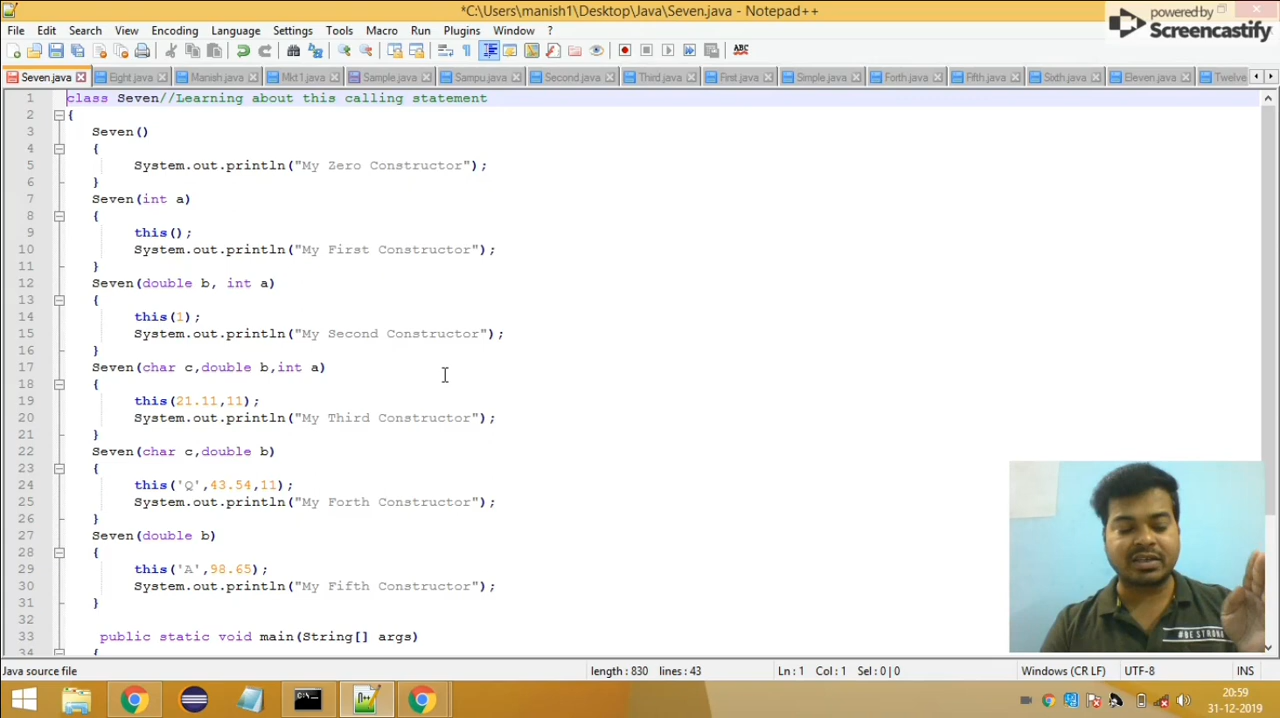 *C:\Users\manish1\Desktop\Java\Seven.java - Notepad++
powered by
Screencastify
File Edit Search View Encoding Language Settings Tools Macro Run Plugins Window ?
ABC
Seven.java Eight.java Manish.java Mkt1.java Sample.java Sampu.java Second.java Third.java First.java Simple.java Forth.java Fifth.java Sixth.java Eleven.java Twelve
1 class Seven//Learning about this calling statement
2 {
3 Seven()
4 {
5 System.out.println("My Zero Constructor");
6 }
7 Seven(int a)
8 {
9 this();
10 System.out.println("My First Constructor");
11 }
12 Seven(double b, int a)
13 {
14 this(1);
15 System.out.println("My Second Constructor");
16 }
17 Seven(char c,double b,int a)
18 {
19 this(21.11,11);
20 System.out.println("My Third Constructor");
21 }
22 Seven(char c,double b)
23 {
24 this('Q',43.54,11);
25 System.out.println("My Forth Constructor");
26 }
27 Seven(double b)
28 {
29 this('A',98.65);
30 System.out.println("My Fifth Constructor");
31 }
32
33 public static void main(String[] args)
34 {
#BE STRONG
Java source file length : 830 lines : 43 Ln : 1 Col : 1 Sel : 0 | 0 Windows (CR LF) UTF-8 INS
20:59
31-12-2019